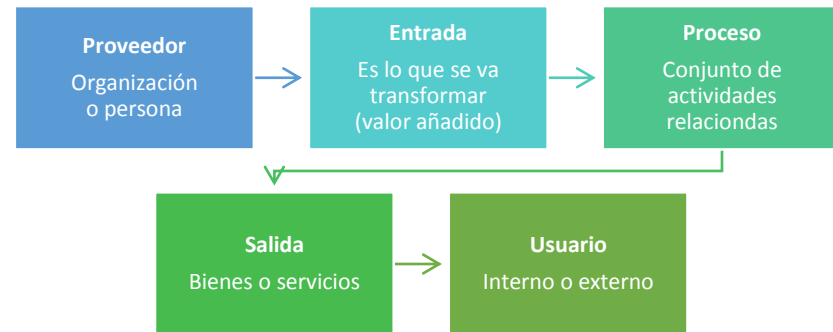 Proveedor
Organización
o persona
Entrada
Es lo que se va
transformar
(valor añadido)
Proceso
Conjunto de
actividades
relaciondas
Salida
Bienes o servicios
Usuario
Interno o externo